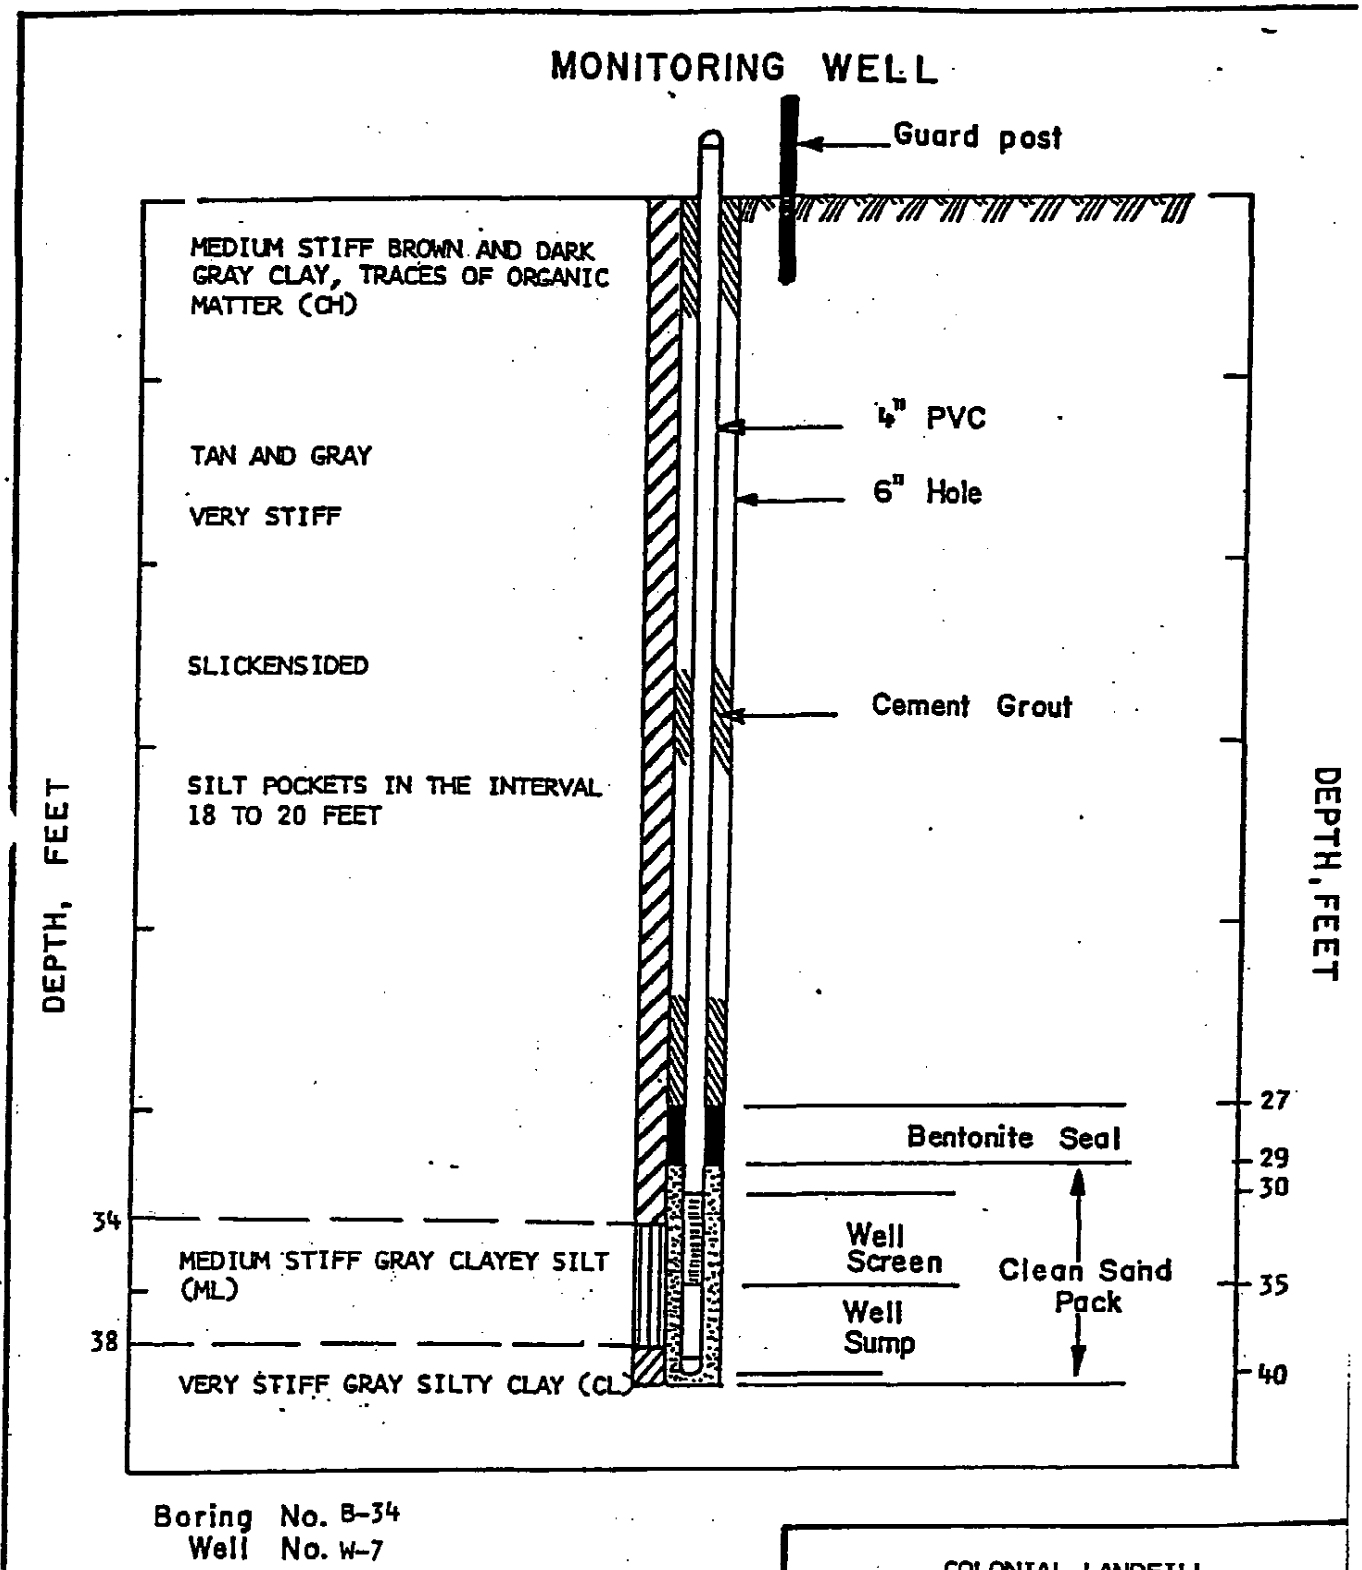 MONITORING WELL
Guard post
MEDIUM STIFF BROWN AND DARK
GRAY CLAY, TRACES OF ORGANIC
MATTER (CH)
4" PVC
TAN AND GRAY
6" Hole
VERY STIFF
SLICKENSIDED
Cement Grout
SILT POCKETS IN THE INTERVAL
18 TO 20 FEET
DEPTH, FEET
DEPTH, FEET
27
Bentonite Seal
29
30
34
Well
Screen
MEDIUM STIFF GRAY CLAYEY SILT
(ML)
Clean Sand
Pack
35
Well
Sump
38
VERY STIFF GRAY SILTY CLAY (CL)
40
Boring No. B-34
Well No. W-7
COLONIAL LANDFILL